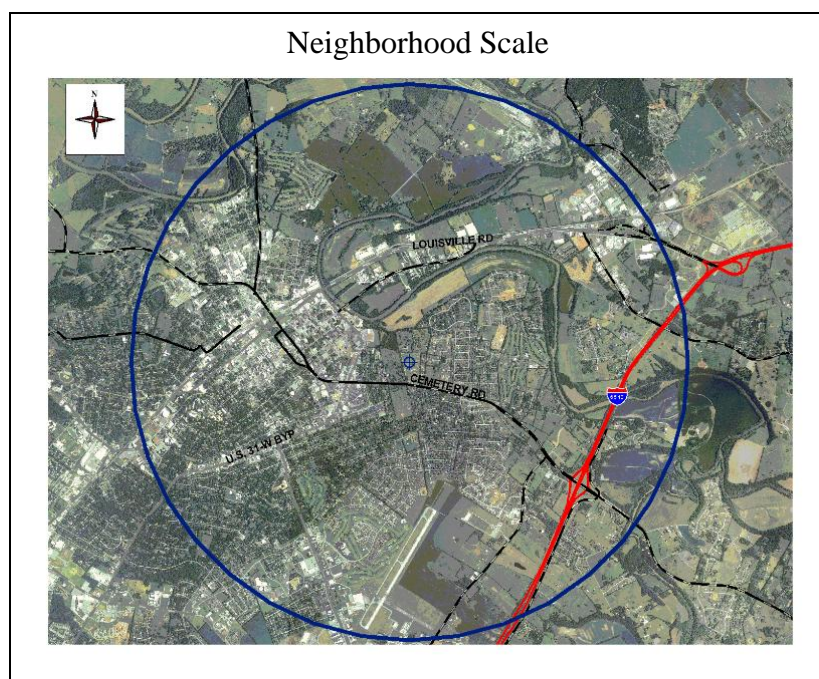 Neighborhood Scale
N
LOUISVILLE RD
CEMETERY RD
U.S. 31-W BYP